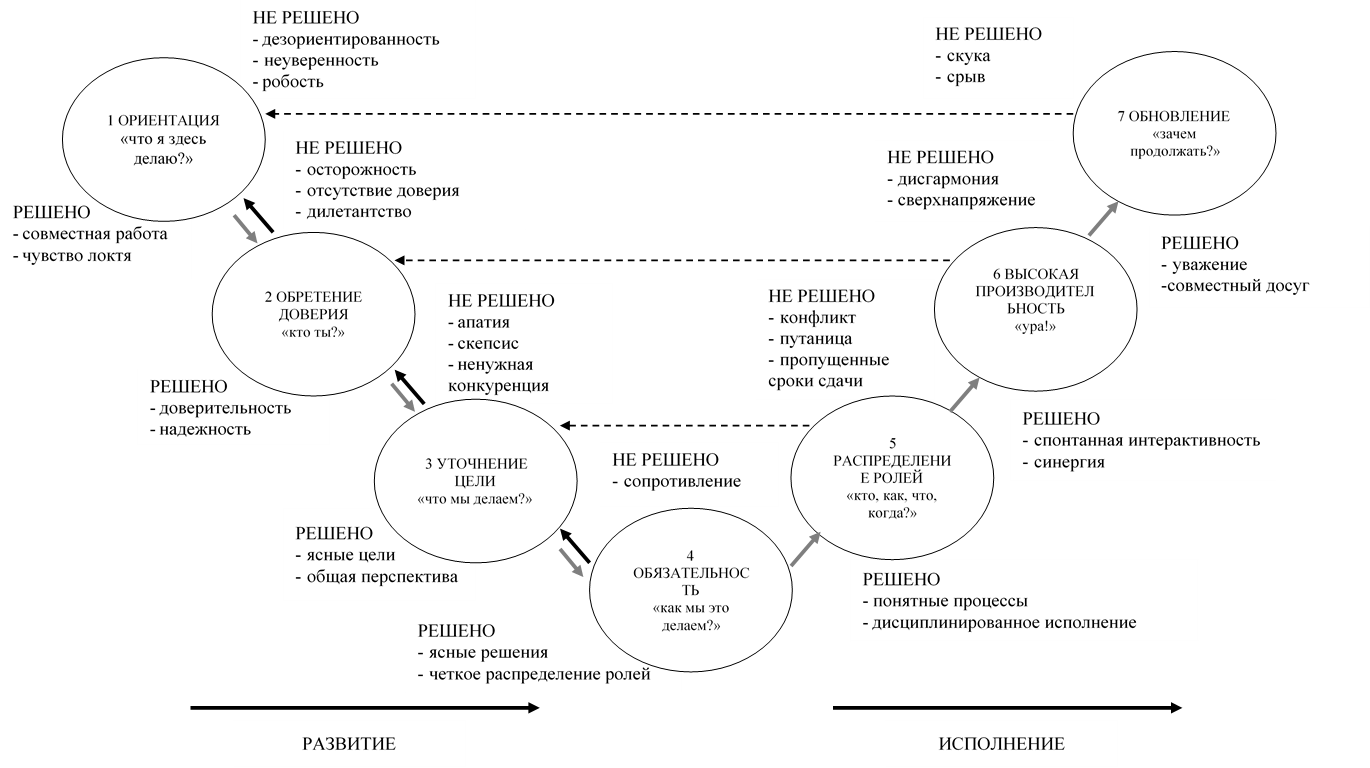 НЕ РЕШЕНО
- дезориентированность
- неуверенность
- робость
1 ОРИЕНТАЦИЯ
«что я здесь
делаю?»
РЕШЕНО
- совместная работа
- чувство локтя
НЕ РЕШЕНО
- осторожность
- отсутствие доверия
- дилетантство
2 ОБРЕТЕНИЕ
ДОВЕРИЯ
«кто ты?»
РЕШЕНО
- доверительность
- надежность
НЕ РЕШЕНО
- апатия
- скепсис
- ненужная
конкуренция
3 УТОЧНЕНИЕ
ЦЕЛИ
«что мы делаем?»
РЕШЕНО
- ясные цели
- общая перспектива
НЕ РЕШЕНО
- сопротивление
4
ОБЯЗАТЕЛЬНОС
ТЬ
«как мы это
делаем?»
РЕШЕНО
- ясные решения
- четкое распределение ролей
НЕ РЕШЕНО
- конфликт
- путаница
- пропущенные
сроки сдачи
5
РАСПРЕДЕЛЕНИ
Е РОЛЕЙ
«кто, как, что,
когда?»
РЕШЕНО
- понятные процессы
- дисциплинированное исполнение
НЕ РЕШЕНО
- дисгармония
- сверхнапряжение
6 ВЫСОКАЯ
ПРОИЗВОДИТЕЛ
ЬНОСТЬ
«ура!»
РЕШЕНО
- спонтанная интерактивность
- синергия
НЕ РЕШЕНО
- скука
- срыв
7 ОБНОВЛЕНИЕ
«зачем
продолжать?»
РЕШЕНО
- уважение
-совместный досуг
РАЗВИТИЕ
ИСПОЛНЕНИЕ